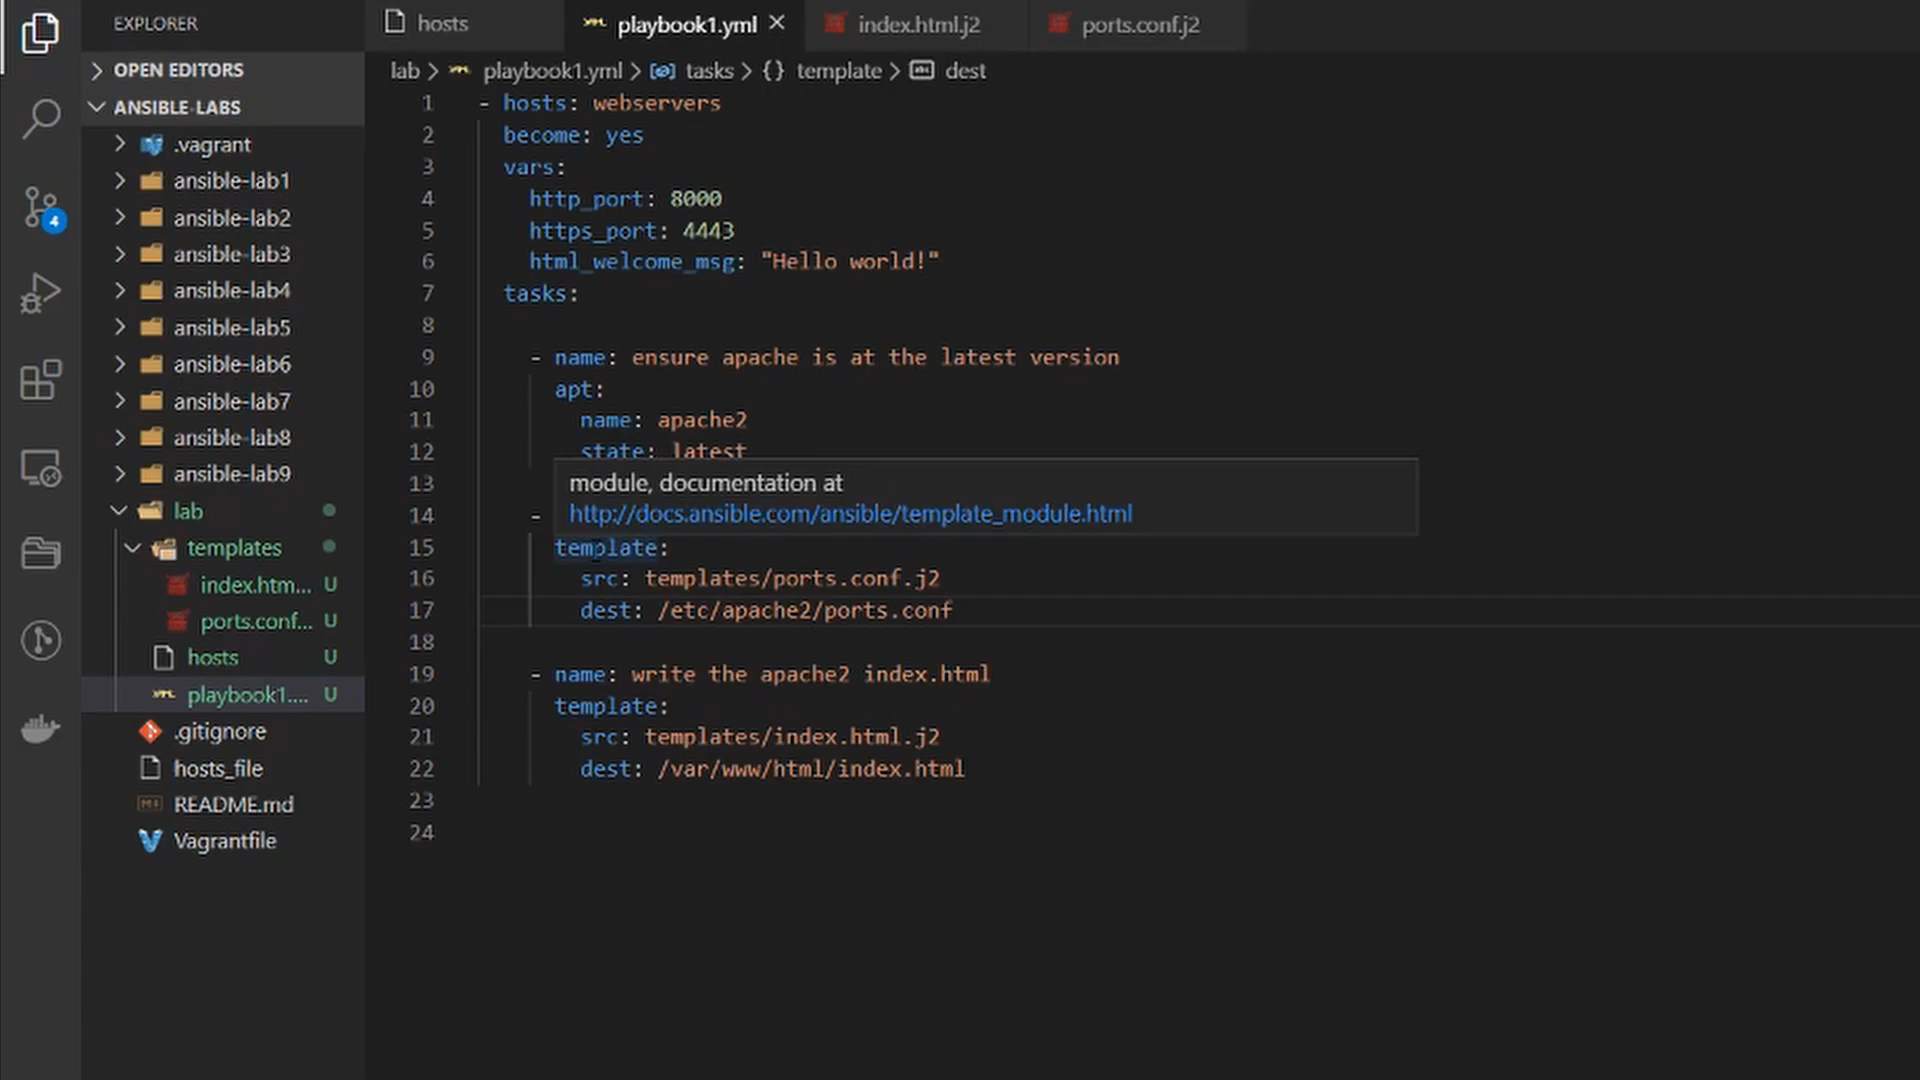 EXPLORER
OPEN EDITORS
ANSIBLE-LABS
.vagrant
ansible-lab1
ansible-lab2
ansible-lab3
ansible-lab4
ansible-lab5
ansible-lab6
ansible-lab7
ansible-lab8
ansible-lab9
lab
templates
index.htm... U
ports.conf... U
hosts U
playbook1.... U
.gitignore
hosts_file
README.md
Vagrantfile
4
hosts playbook1.yml index.html.j2 ports.conf.j2
lab > playbook1.yml > tasks > {} template > dest
1 - hosts: webservers
2 become: yes
3 vars:
4 http_port: 8000
5 https_port: 4443
6 html_welcome_msg: "Hello world!"
7 tasks:
8
9 - name: ensure apache is at the latest version
10 apt:
11 name: apache2
12 state: latest
13
14 -
module, documentation at
http://docs.ansible.com/ansible/template_module.html
15 template:
16 src: templates/ports.conf.j2
17 dest: /etc/apache2/ports.conf
18
19 - name: write the apache2 index.html
20 template:
21 src: templates/index.html.j2
22 dest: /var/www/html/index.html
23
24